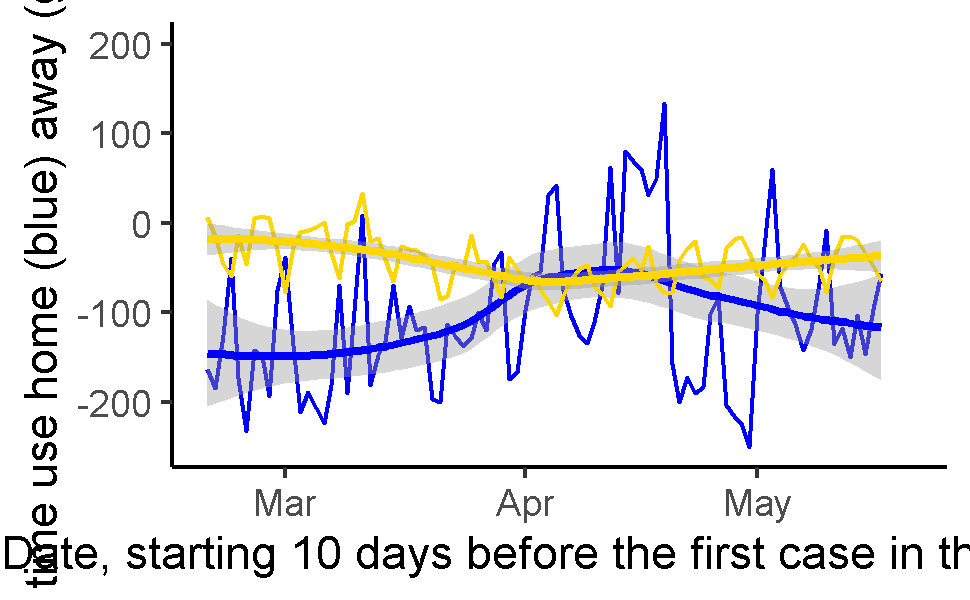 time use home (blue) away (
200
100
0
-100
-200
Mar Apr May
Date, starting 10 days before the first case in th